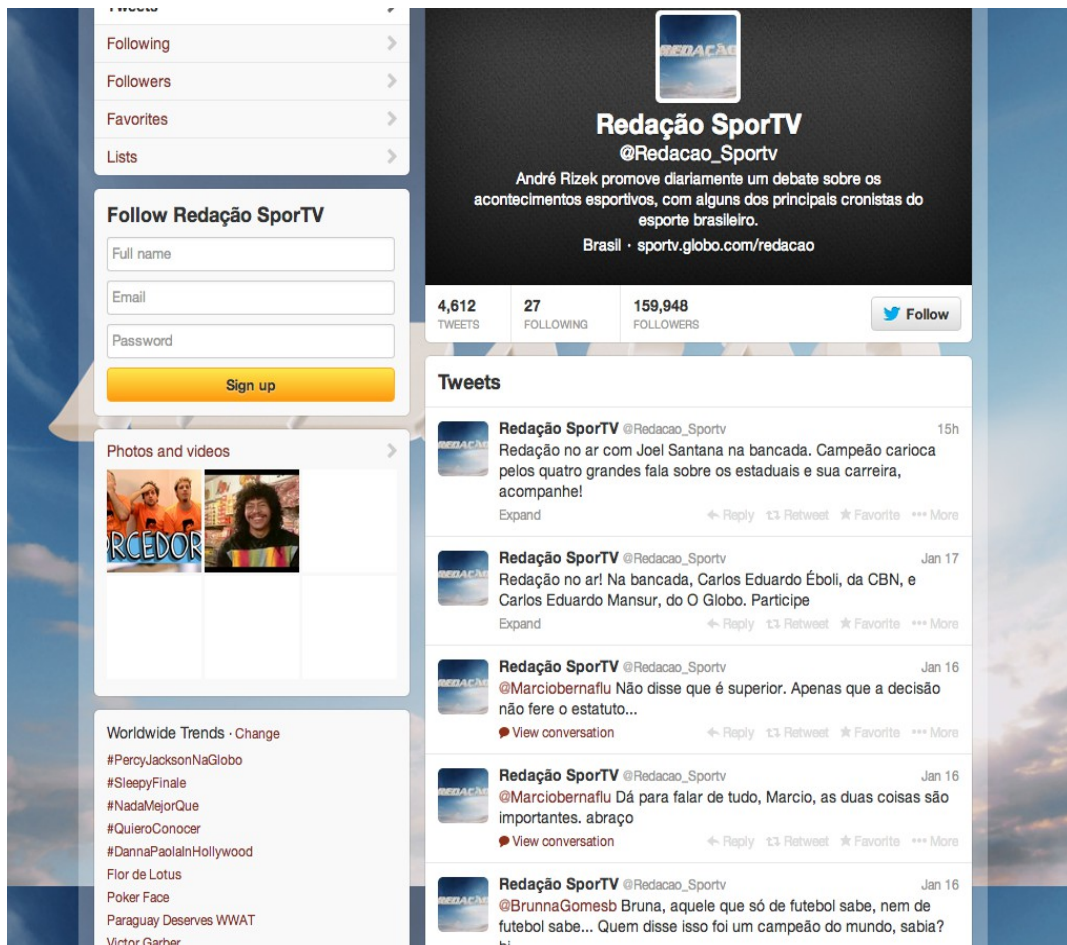 Tweets
Following
Followers
Favorites
Lists
Follow Redação SporTV
Full name
Email
Password
Sign up
Photos and videos
RCEDOR
Worldwide Trends · Change
#PercyJacksonNaGlobo
#SleepyFinale
#NadaMejorQue
#QuieroConocer
#DannaPaolaInHollywood
Flor de Lotus
Poker Face
Paraguay Deserves WWAT
Victor Garber
REDAÇÃO
Redação SporTV
@Redacao_Sportv
André Rizek promove diariamente um debate sobre os
acontecimentos esportivos, com alguns dos principais cronistas do
esporte brasileiro.
Brasil · sportv.globo.com/redacao
4,612
TWEETS
27
FOLLOWING
159,948
FOLLOWERS
Follow
Tweets
Redação SporTV @Redacao_Sportv 15h
Redação no ar com Joel Santana na bancada. Campeão carioca
pelos quatro grandes fala sobre os estaduais e sua carreira,
acompanhe!
Expand Reply Retweet Favorite More
Redação SporTV @Redacao_Sportv Jan 17
Redação no ar! Na bancada, Carlos Eduardo Éboli, da CBN, e
Carlos Eduardo Mansur, do O Globo. Participe
Expand Reply Retweet Favorite More
Redação SporTV @Redacao_Sportv Jan 16
@Marciobernaflu Não disse que é superior. Apenas que a decisão
não fere o estatuto...
View conversation Reply Retweet Favorite More
Redação SporTV @Redacao_Sportv Jan 16
@Marciobernaflu Dá para falar de tudo, Marcio, as duas coisas são
importantes. abraço
View conversation Reply Retweet Favorite More
Redação SporTV @Redacao_Sportv Jan 16
@BrunnaGomesb Bruna, aquele que só de futebol sabe, nem de
futebol sabe... Quem disse isso foi um campeão do mundo, sabia?